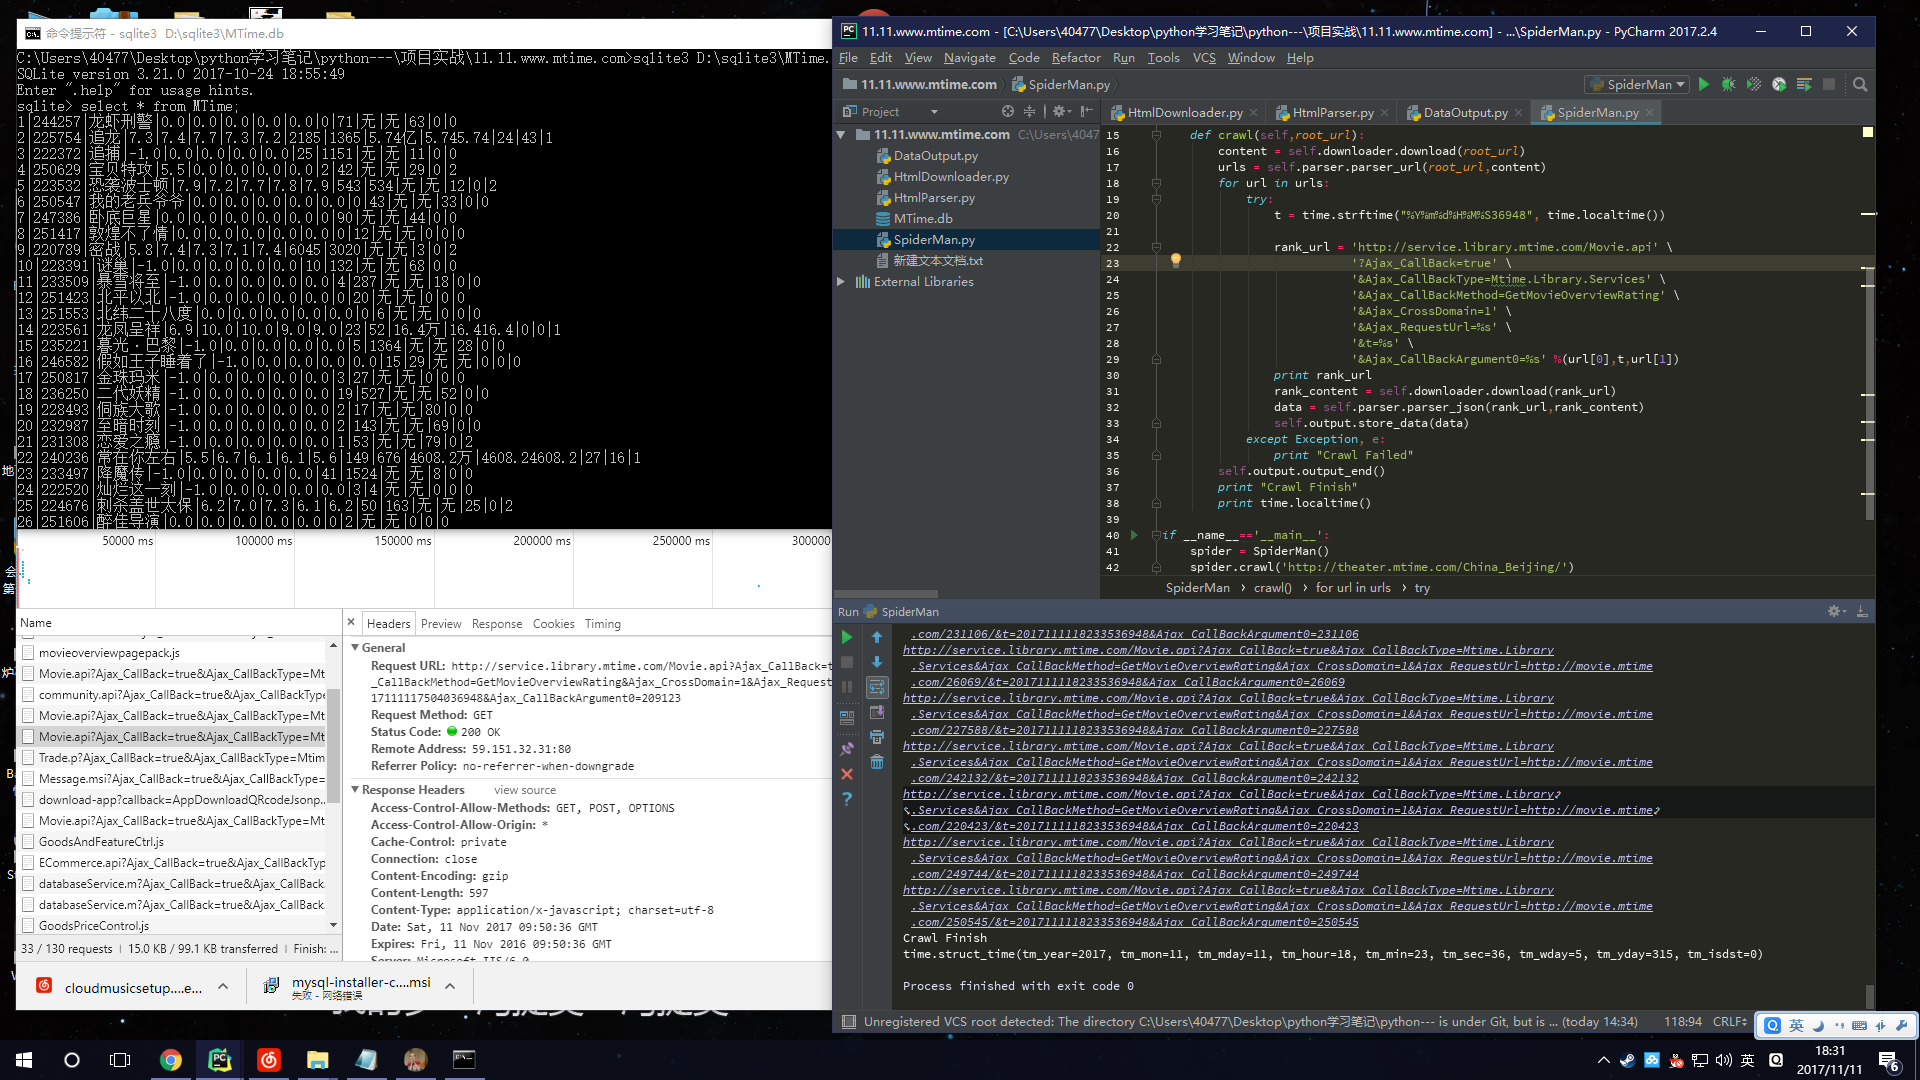 命令提示符 - sqlite3  D:\sqlite3\MTime.db
C:\Users\40477\Desktop\python学习笔记\python---\项目实战\11.11.www.mtime.com>sqlite3 D:\sqlite3\MTime.
SQLite version 3.21.0 2017-10-24 18:55:49
Enter ".help" for usage hints.
sqlite> select * from MTime;
1|244257|龙虾刑警|0.0|0.0|0.0|0.0|0.0|0|71|无|无|63|0|0
2|225754|追龙|7.3|7.4|7.7|7.3|7.2|2185|1365|5.74亿|5.745.74|24|43|1
3|222372|追捕|-1.0|0.0|0.0|0.0|0.0|25|1151|无|无|11|0|0
4|250629|宝贝特攻|5.5|0.0|0.0|0.0|0.0|2|42|无|无|29|0|2
5|223532|恐袭波士顿|7.9|7.2|7.7|7.8|7.9|543|534|无|无|12|0|2
6|250547|我的老兵爷爷|0.0|0.0|0.0|0.0|0.0|0|43|无|无|33|0|0
7|247386|卧底巨星|0.0|0.0|0.0|0.0|0.0|0|90|无|无|44|0|0
8|251417|敦煌不了情|0.0|0.0|0.0|0.0|0.0|0|12|无|无|0|0|0
9|220789|密战|5.8|7.4|7.3|7.1|7.4|6045|3020|无|无|3|0|2
10|228391|谜巢|-1.0|0.0|0.0|0.0|0.0|10|132|无|无|68|0|0
11|233509|暴雪将至|-1.0|0.0|0.0|0.0|0.0|4|287|无|无|18|0|0
12|251423|北平以北|-1.0|0.0|0.0|0.0|0.0|0|20|无|无|0|0|0
13|251553|北纬二十八度|0.0|0.0|0.0|0.0|0.0|0|6|无|无|0|0|0
14|223561|龙凤呈祥|6.9|10.0|10.0|9.0|9.0|23|52|16.4万|16.416.4|0|0|1
15|235221|暮光·巴黎|-1.0|0.0|0.0|0.0|0.0|5|1364|无|无|28|0|0
16|246582|假如王子睡着了|-1.0|0.0|0.0|0.0|0.0|15|29|无|无|0|0|0
17|250817|金珠玛米|-1.0|0.0|0.0|0.0|0.0|3|27|无|无|0|0|0
18|236250|二代妖精|-1.0|0.0|0.0|0.0|0.0|19|527|无|无|52|0|0
19|228493|侗族大歌|-1.0|0.0|0.0|0.0|0.0|2|17|无|无|80|0|0
20|232987|至暗时刻|-1.0|0.0|0.0|0.0|0.0|2|143|无|无|69|0|0
21|231308|恋爱之瘾|-1.0|0.0|0.0|0.0|0.0|1|53|无|无|79|0|2
22|240236|常在你左右|5.5|6.7|6.1|6.1|5.6|149|676|4608.2万|4608.24608.2|27|16|1
23|233497|降魔传|-1.0|0.0|0.0|0.0|0.0|41|1524|无|无|8|0|0
24|222520|灿烂这一刻|-1.0|0.0|0.0|0.0|0.0|3|4|无|无|0|0|0
25|224676|刺杀盖世太保|6.2|7.0|7.3|6.1|6.2|50|163|无|无|25|0|2
26|251606|醉佳导演|0.0|0.0|0.0|0.0|0.0|0|2|无|无|0|0|0
50000 ms
100000 ms
150000 ms
200000 ms
250000 ms
300000
Name
movieoverviewpagepack.js
Movie.api?Ajax_CallBack=true&Ajax_CallBackType=Mt
community.api?Ajax_CallBack=true&Ajax_CallBackType
Movie.api?Ajax_CallBack=true&Ajax_CallBackType=Mt
Movie.api?Ajax_CallBack=true&Ajax_CallBackType=Mt
Trade.p?Ajax_CallBack=true&Ajax_CallBackType=Mtim
Message.msi?Ajax_CallBack=true&Ajax_CallBackType=
download-app?callback=AppDownloadQRcodeJsonp...
Movie.api?Ajax_CallBack=true&Ajax_CallBackType=Mt
GoodsAndFeatureCtrl.js
ECommerce.api?Ajax_CallBack=true&Ajax_CallBackTyp
databaseService.m?Ajax_CallBack=true&Ajax_CallBack.
databaseService.m?Ajax_CallBack=true&Ajax_CallBack.
GoodsPriceControl.js
33 / 130 requests | 15.0 KB / 99.1 KB transferred | Finish: ...
Headers Preview Response Cookies Timing
General
Request URL: http://service.library.mtime.com/Movie.api?Ajax_CallBack=t
_CallBackMethod=GetMovieOverviewRating&Ajax_CrossDomain=1&Ajax_Reques
17111117504036948&Ajax_CallBackArgument0=209123
Request Method: GET
Status Code: 200 OK
Remote Address: 59.151.32.31:80
Referrer Policy: no-referrer-when-downgrade
Response Headers view source
Access-Control-Allow-Methods: GET, POST, OPTIONS
Access-Control-Allow-Origin: *
Cache-Control: private
Connection: close
Content-Encoding: gzip
Content-Length: 597
Content-Type: application/x-javascript; charset=utf-8
Date: Sat, 11 Nov 2017 09:50:36 GMT
Expires: Fri, 11 Nov 2016 09:50:36 GMT
Server: Microsoft-IIS/6.0
cloudmusicsetup....e...
mysql-installer-c....msi
失败 - 网络错误
11.11.www.mtime.com - [C:\Users\40477\Desktop\python学习笔记\python---\项目实战\11.11.www.mtime.com] - ...\SpiderMan.py - PyCharm 2017.2.4
File Edit View Navigate Code Refactor Run Tools VCS Window Help
11.11.www.mtime.com SpiderMan.py
SpiderMan
Project
HtmlDownloader.py HtmlParser.py DataOutput.py SpiderMan.py
11.11.www.mtime.com C:\Users\4047
DataOutput.py
HtmlDownloader.py
HtmlParser.py
MTime.db
SpiderMan.py
新建文本文档.txt
External Libraries
15 def crawl(self,root_url):
16 content = self.downloader.download(root_url)
17 urls = self.parser.parser_url(root_url,content)
18 for url in urls:
19 try:
20 t = time.strftime("%Y%m%d%H%M%S36948", time.localtime())
21
22 rank_url = 'http://service.library.mtime.com/Movie.api' \
23 '?Ajax_CallBack=true' \
24 '&Ajax_CallBackType=Mtime.Library.Services' \
25 '&Ajax_CallBackMethod=GetMovieOverviewRating' \
26 '&Ajax_CrossDomain=1' \
27 '&Ajax_RequestUrl=%s' \
28 '&t=%s' \
29 '&Ajax_CallBackArgument0=%s' %(url[0],t,url[1])
30 print rank_url
31 rank_content = self.downloader.download(rank_url)
32 data = self.parser.parser_json(rank_url,rank_content)
33 self.output.store_data(data)
34 except Exception, e:
35 print "Crawl Failed"
36 self.output.output_end()
37 print "Crawl Finish"
38 print time.localtime()
39
40 if __name__=='__main__':
41 spider = SpiderMan()
42 spider.crawl('http://theater.mtime.com/China_Beijing/')
SpiderMan › crawl() › for url in urls › try
Run SpiderMan
.com/231106/&t=2017111118233536948&Ajax_CallBackArgument0=231106
http://service.library.mtime.com/Movie.api?Ajax_CallBack=true&Ajax_CallBackType=Mtime.Library
.Services&Ajax_CallBackMethod=GetMovieOverviewRating&Ajax_CrossDomain=1&Ajax_RequestUrl=http://movie.mtime
.com/26069/&t=2017111118233536948&Ajax_CallBackArgument0=26069
http://service.library.mtime.com/Movie.api?Ajax_CallBack=true&Ajax_CallBackType=Mtime.Library
.Services&Ajax_CallBackMethod=GetMovieOverviewRating&Ajax_CrossDomain=1&Ajax_RequestUrl=http://movie.mtime
.com/227588/&t=2017111118233536948&Ajax_CallBackArgument0=227588
http://service.library.mtime.com/Movie.api?Ajax_CallBack=true&Ajax_CallBackType=Mtime.Library
.Services&Ajax_CallBackMethod=GetMovieOverviewRating&Ajax_CrossDomain=1&Ajax_RequestUrl=http://movie.mtime
.com/242132/&t=2017111118233536948&Ajax_CallBackArgument0=242132
http://service.library.mtime.com/Movie.api?Ajax_CallBack=true&Ajax_CallBackType=Mtime.Library
.Services&Ajax_CallBackMethod=GetMovieOverviewRating&Ajax_CrossDomain=1&Ajax_RequestUrl=http://movie.mtime
.com/220423/&t=2017111118233536948&Ajax_CallBackArgument0=220423
http://service.library.mtime.com/Movie.api?Ajax_CallBack=true&Ajax_CallBackType=Mtime.Library
.Services&Ajax_CallBackMethod=GetMovieOverviewRating&Ajax_CrossDomain=1&Ajax_RequestUrl=http://movie.mtime
.com/249744/&t=2017111118233536948&Ajax_CallBackArgument0=249744
http://service.library.mtime.com/Movie.api?Ajax_CallBack=true&Ajax_CallBackType=Mtime.Library
.Services&Ajax_CallBackMethod=GetMovieOverviewRating&Ajax_CrossDomain=1&Ajax_RequestUrl=http://movie.mtime
.com/250545/&t=2017111118233536948&Ajax_CallBackArgument0=250545
Crawl Finish
time.struct_time(tm_year=2017, tm_mon=11, tm_mday=11, tm_hour=18, tm_min=23, tm_sec=36, tm_wday=5, tm_yday=315, tm_isdst=0)
Process finished with exit code 0
Unregistered VCS root detected: The directory C:\Users\40477\Desktop\python学习笔记\python--- is under Git, but is ... (today 14:34) 118:94 CRLF
英
英
18:31
2017/11/11
6